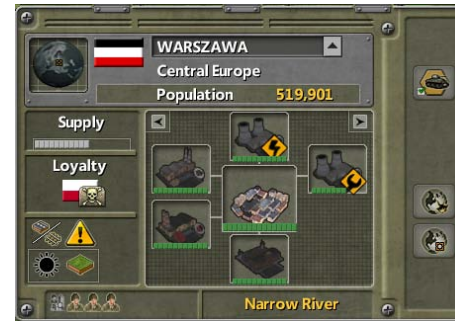 WARSZAWA
Central Europe
Population 519,901
Supply
Loyalty
Narrow River